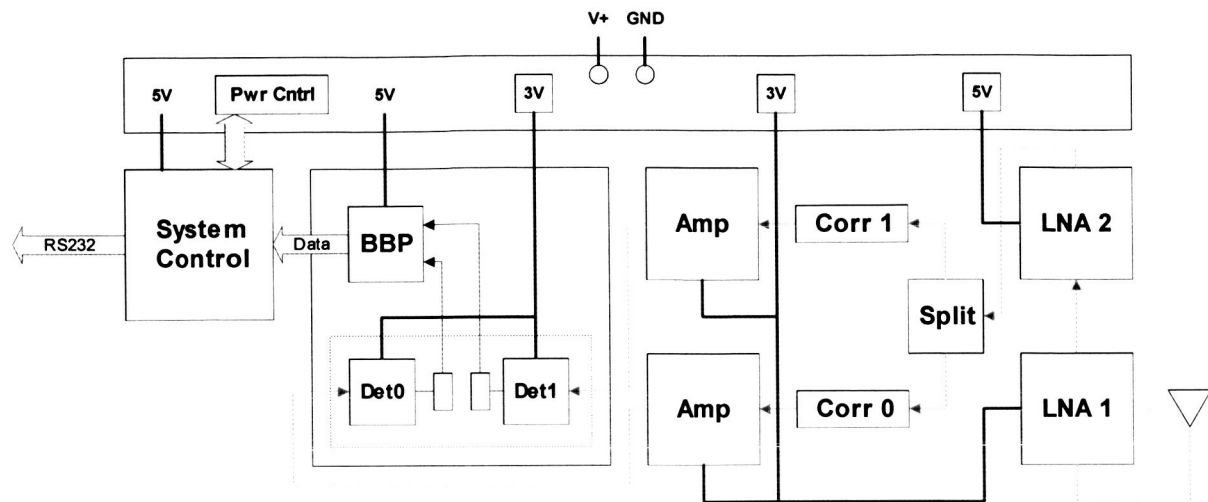 V+ GND
5V Pwr Cntrl 5V 3V 3V 5V
System Control
RS232
Data
BBP
Det0
Det1
Amp
Corr 1
LNA 2
Split
Amp
Corr 0
LNA 1